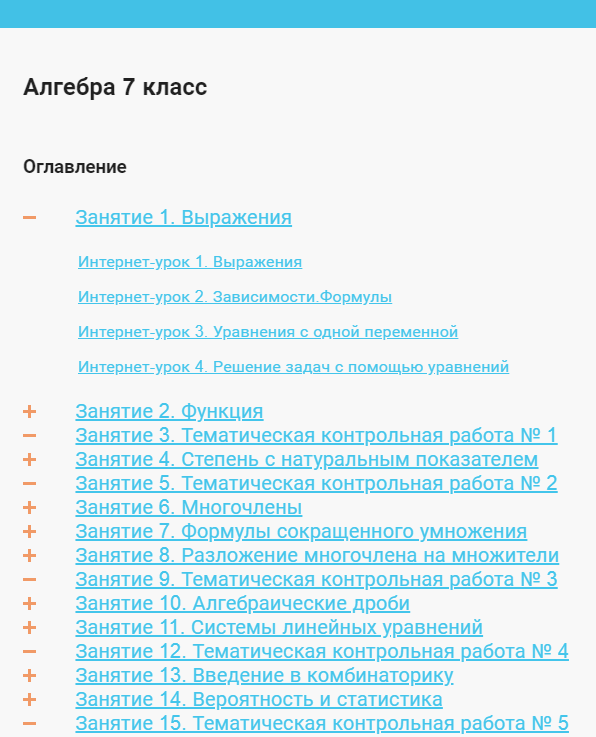 Алгебра 7 класс
Оглавление
Занятие 1. Выражения
Интернет-урок 1. Выражения
Интернет-урок 2. Зависимости.Формулы
Интернет-урок 3. Уравнения с одной переменной
Интернет-урок 4. Решение задач с помощью уравнений
Занятие 2. Функция
Занятие 3. Тематическая контрольная работа № 1
Занятие 4. Степень с натуральным показателем
Занятие 5. Тематическая контрольная работа № 2
Занятие 6. Многочлены
Занятие 7. Формулы сокращенного умножения
Занятие 8. Разложение многочлена на множители
Занятие 9. Тематическая контрольная работа № 3
Занятие 10. Алгебраические дроби
Занятие 11. Системы линейных уравнений
Занятие 12. Тематическая контрольная работа № 4
Занятие 13. Введение в комбинаторику
Занятие 14. Вероятность и статистика
Занятие 15. Тематическая контрольная работа № 5